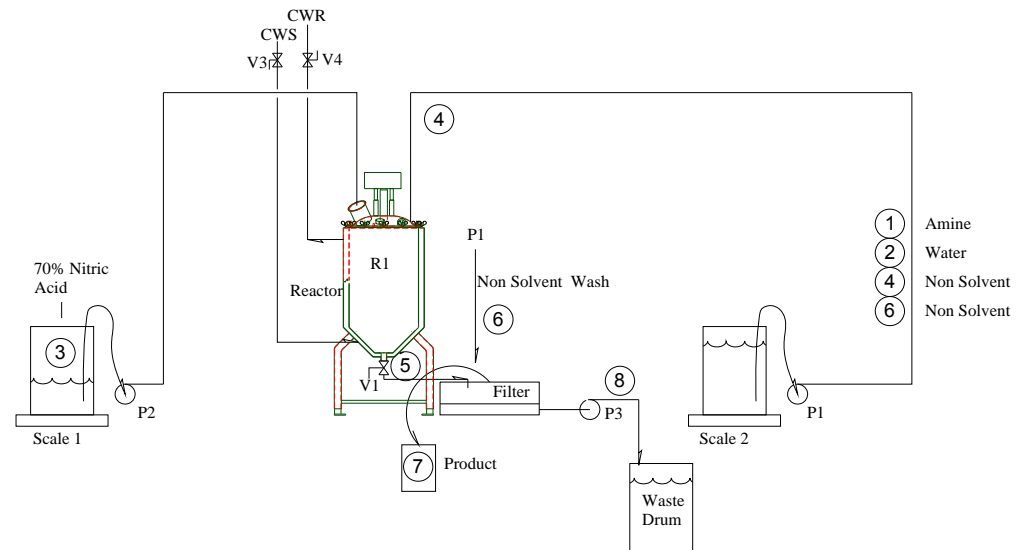 CWR
CWS
V3
V4
4
1 Amine
2 Water
4 Non Solvent
6 Non Solvent
P1
R1
70% Nitric
Acid
Reactor
Non Solvent Wash
6
3
5
V1
Filter
8
P2
P3
P1
Scale 1
Scale 2
7 Product
Waste
Drum